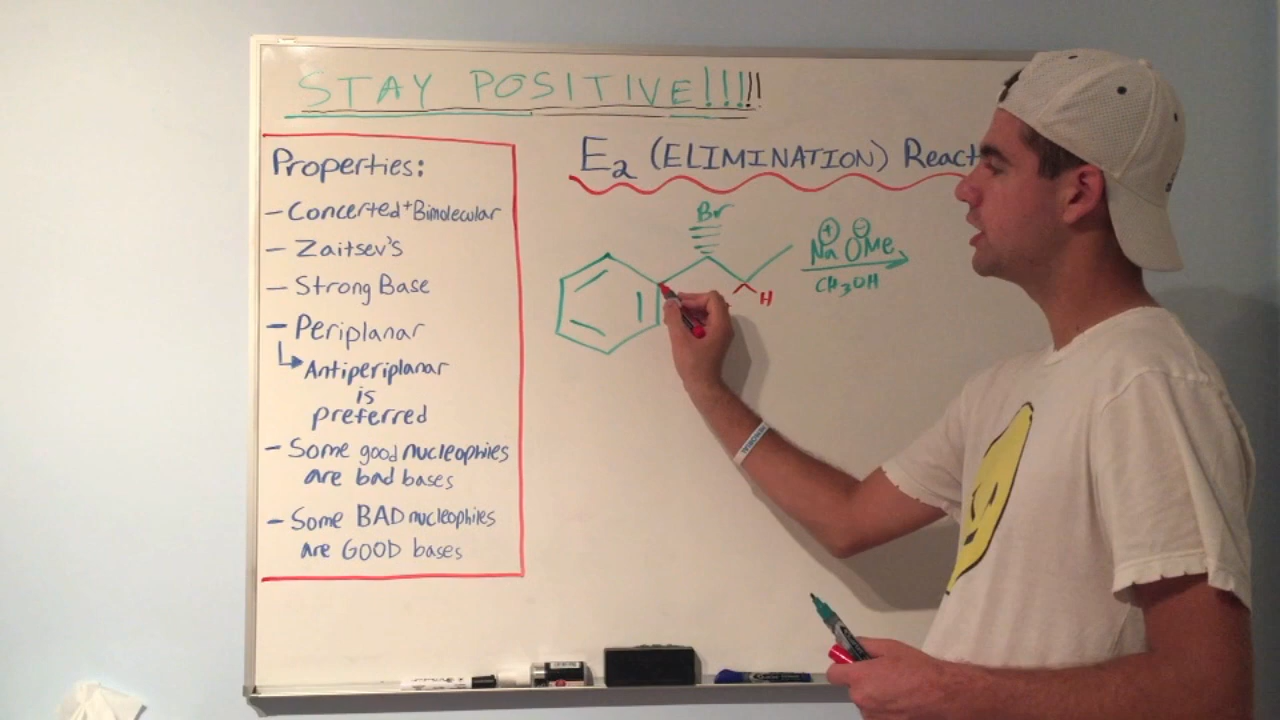 STAY POSITIVE!!!!!
Properties:
- Concerted + Bimolecular
- Zaitsev's
- Strong Base
- Periplanar
Antiperiplanar
is
preferred
- Some good nucleophiles
are bad bases
- Some BAD nucleophiles
are GOOD bases
E2 (ELIMINATION) React
Br
H
Na + OMe -
CH3OH